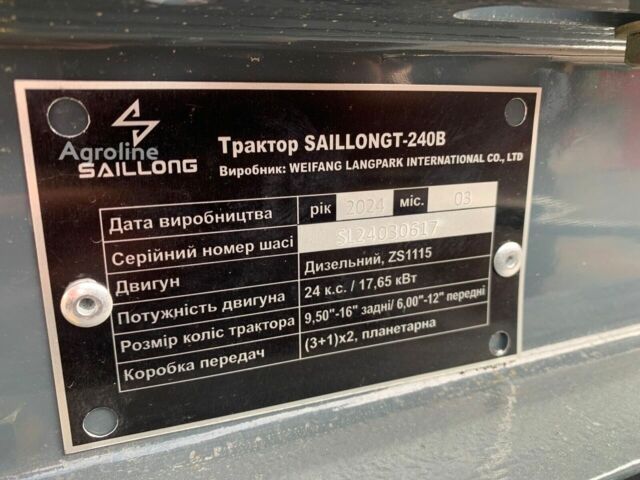 Agroline
SAILLONG
Трактор SAILLONGT-240B
Виробник: WEIFANG LANGPARK INTERNATIONAL CO., LTD
Дата виробництва рік 2024 міс. 03
Серійний номер шасі SL24030617
Двигун Дизельний, ZS1115
Потужність двигуна 24 к.с. / 17,65 кВт
Розмір коліс трактора 9,50"-16" задні/ 6,00"-12" передні
Коробка передач (3+1)x2, планетарна